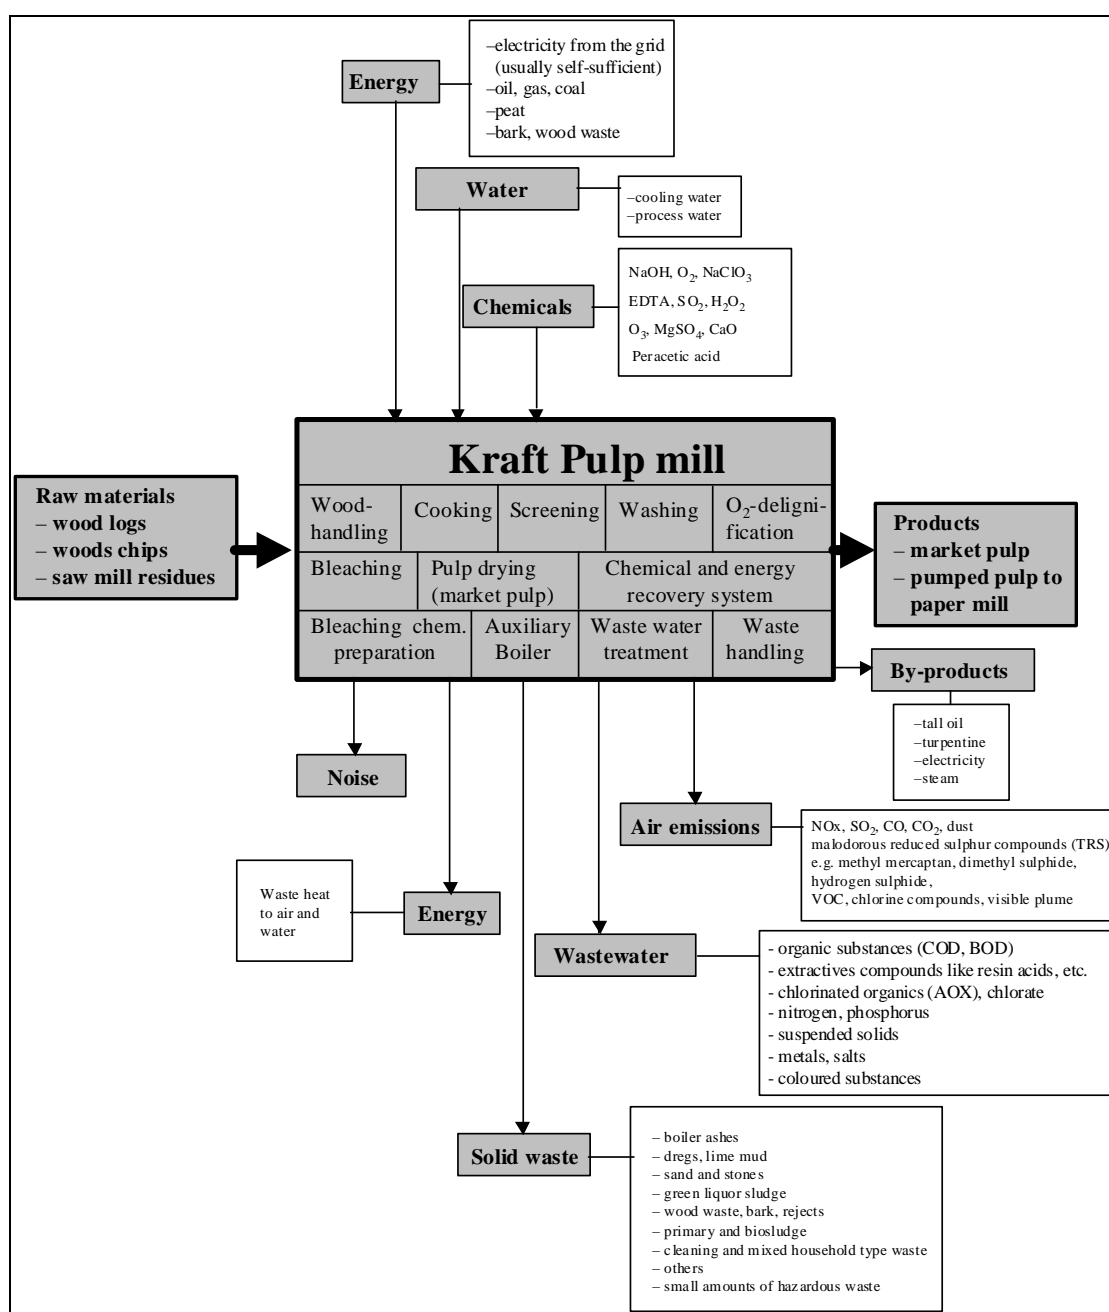 –electricity from the grid
(usually self-sufficient)
–oil, gas, coal
–peat
–bark, wood waste
Energy
Water
–cooling water
–process water
Chemicals
NaOH, O₂, NaClO₃
EDTA, SO₂, H₂O₂
O₃, MgSO₄, CaO
Peracetic acid
Kraft Pulp mill
Raw materials
– wood logs
– woods chips
– saw mill residues
Wood-
handling
Cooking
Screening
Washing
O₂-deligni-
fication
Bleaching
Pulp drying
(market pulp)
Chemical and energy
recovery system
Bleaching chem.
preparation
Auxiliary
Boiler
Waste water
treatment
Waste
handling
Products
– market pulp
– pumped pulp to
paper mill
By-products
–tall oil
–turpentine
–electricity
–steam
Noise
Air emissions
NOx, SO₂, CO, CO₂, dust
malodorous reduced sulphur compounds (TRS)
e.g. methyl mercaptan, dimethyl sulphide,
hydrogen sulphide,
VOC, chlorine compounds, visible plume
Waste heat
to air and
water
Energy
Wastewater
- organic substances (COD, BOD)
- extractives compounds like resin acids, etc.
- chlorinated organics (AOX), chlorate
- nitrogen, phosphorus
- suspended solids
- metals, salts
- coloured substances
Solid waste
– boiler ashes
– dregs, lime mud
– sand and stones
– green liquor sludge
– wood waste, bark, rejects
– primary and biosludge
– cleaning and mixed household type waste
– others
– small amounts of hazardous waste